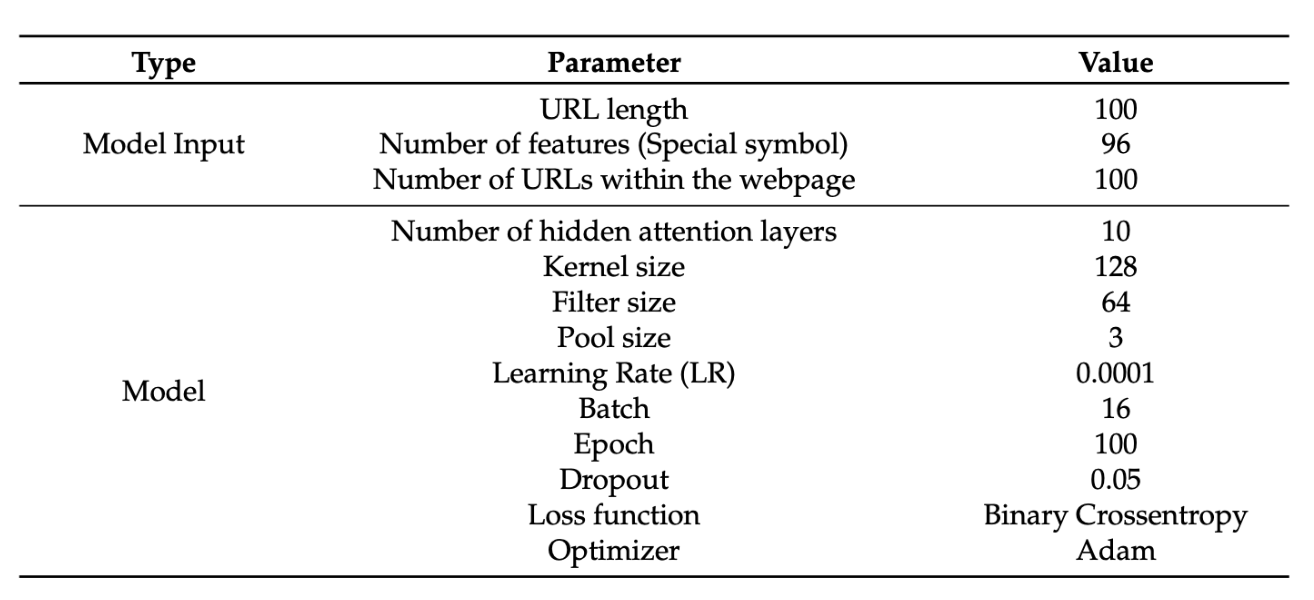 Type Parameter Value
URL length 100
Model Input Number of features (Special symbol) 96
Number of URLs within the webpage 100
Number of hidden attention layers 10
Kernel size 128
Filter size 64
Pool size 3
Learning Rate (LR) 0.0001
Model
Batch 16
Epoch 100
Dropout 0.05
Loss function Binary Crossentropy
Optimizer Adam